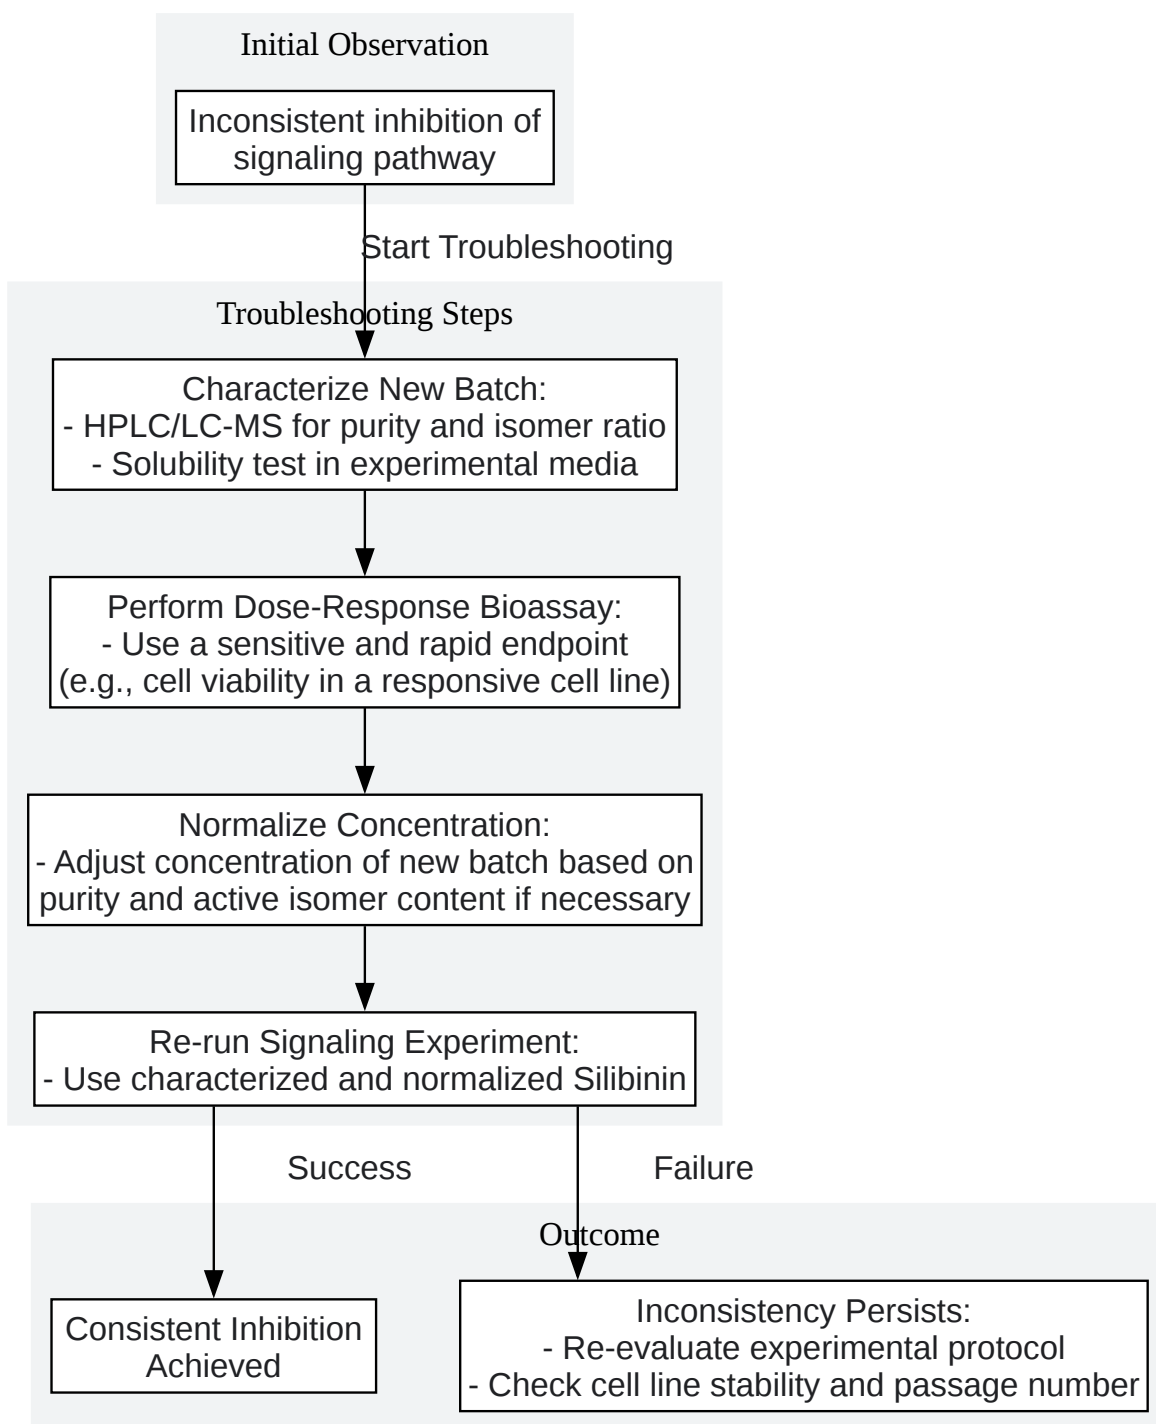 Initial Observation
Inconsistent inhibition of
signaling pathway
Start Troubleshooting
Troubleshooting Steps
Characterize New Batch:
- HPLC/LC-MS for purity and isomer ratio
- Solubility test in experimental media
Perform Dose-Response Bioassay:
- Use a sensitive and rapid endpoint
(e.g., cell viability in a responsive cell line)
Normalize Concentration:
- Adjust concentration of new batch based on
purity and active isomer content if necessary
Re-run Signaling Experiment:
- Use characterized and normalized Silibinin
Success
Failure
Outcome
Consistent Inhibition
Achieved
Inconsistency Persists:
- Re-evaluate experimental protocol
- Check cell line stability and passage number